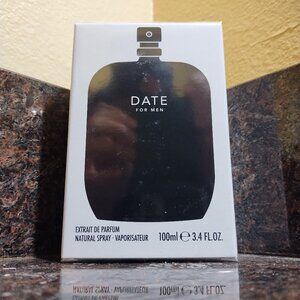 DATE
FOR MEN
EXTRAIT DE PARFUM
NATURAL SPRAY · VAPORISATEUR
100ml ℮ 3.4 FL.OZ.